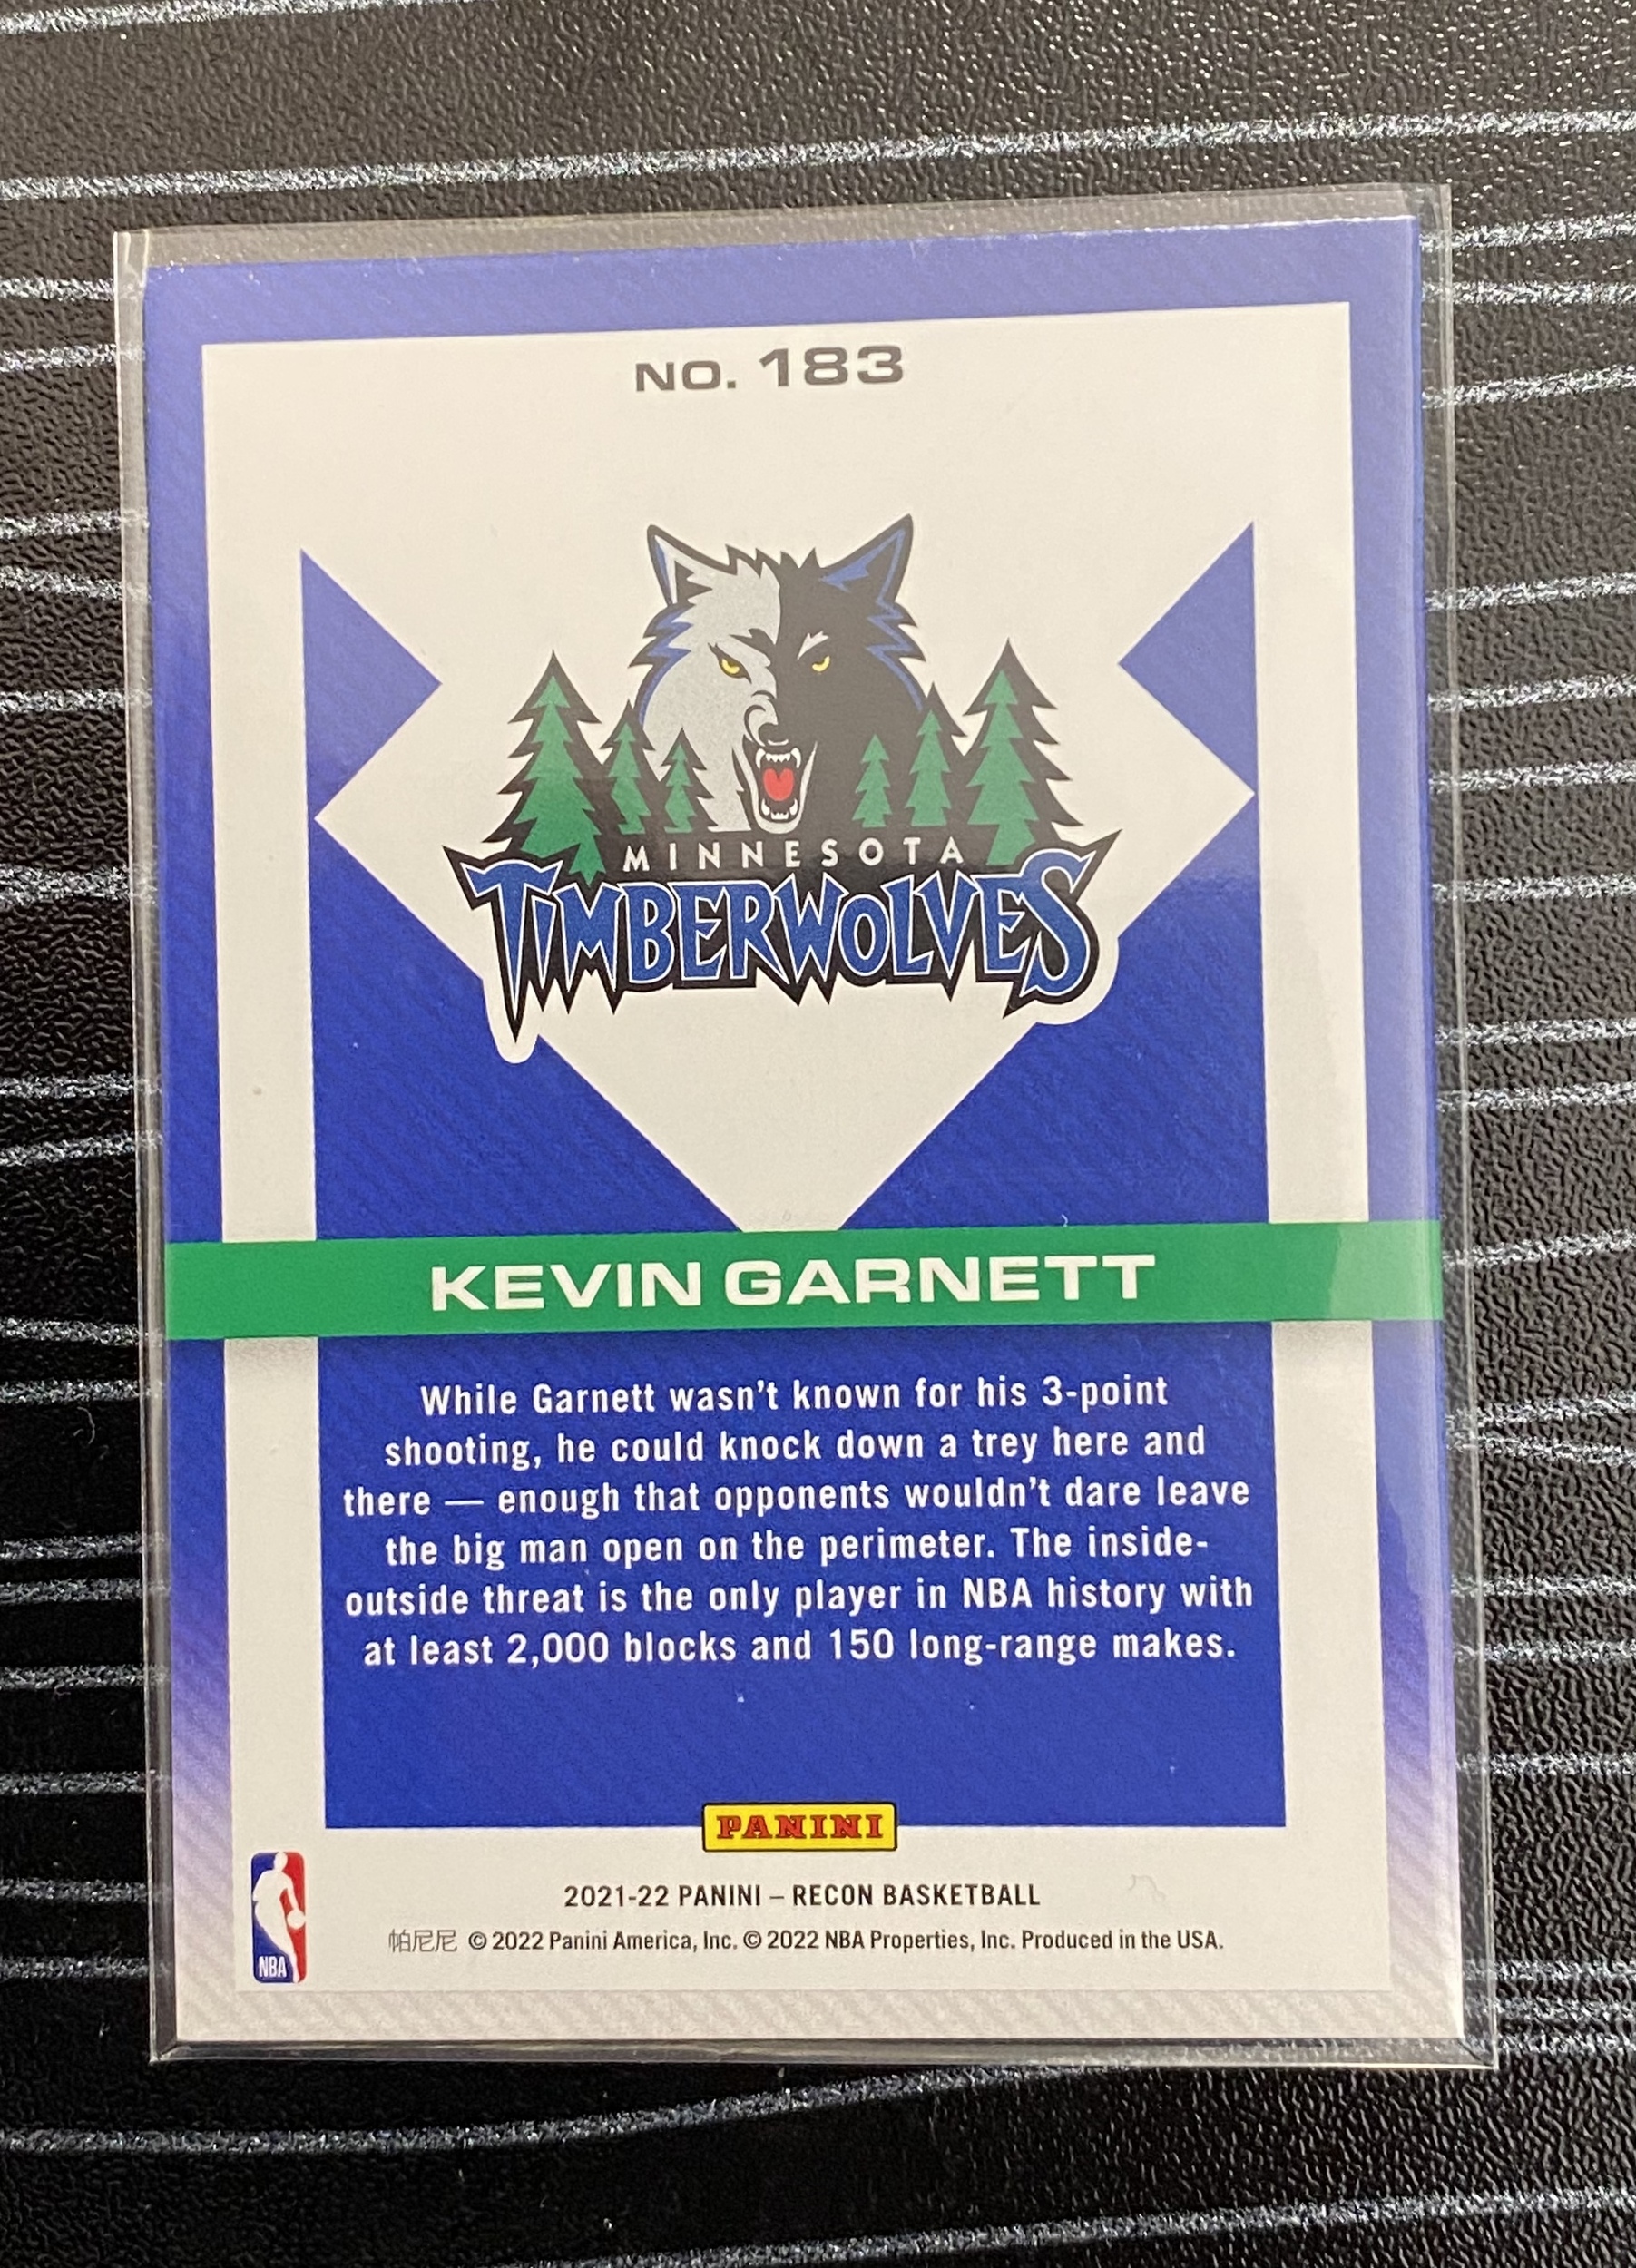 NO. 183
MINNESOTA
TIMBERWOLVES
KEVIN GARNETT
While Garnett wasn't known for his 3-point
shooting, he could knock down a trey here and
there — enough that opponents wouldn't dare leave
the big man open on the perimeter. The inside-
outside threat is the only player in NBA history with
at least 2,000 blocks and 150 long-range makes.
PANINI
2021-22 PANINI – RECON BASKETBALL
帕尼尼 © 2022 Panini America, Inc. © 2022 NBA Properties, Inc. Produced in the USA.
NBA